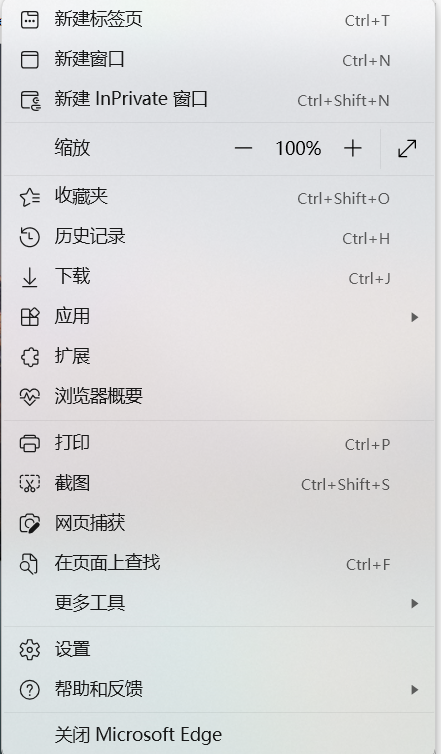 新建标签页 Ctrl+T
新建窗口 Ctrl+N
新建 InPrivate 窗口 Ctrl+Shift+N
缩放 — 100% +
收藏夹 Ctrl+Shift+O
历史记录 Ctrl+H
下载 Ctrl+J
应用
扩展
浏览器概要
打印 Ctrl+P
截图 Ctrl+Shift+S
网页捕获
在页面上查找 Ctrl+F
更多工具
设置
帮助和反馈
关闭 Microsoft Edge